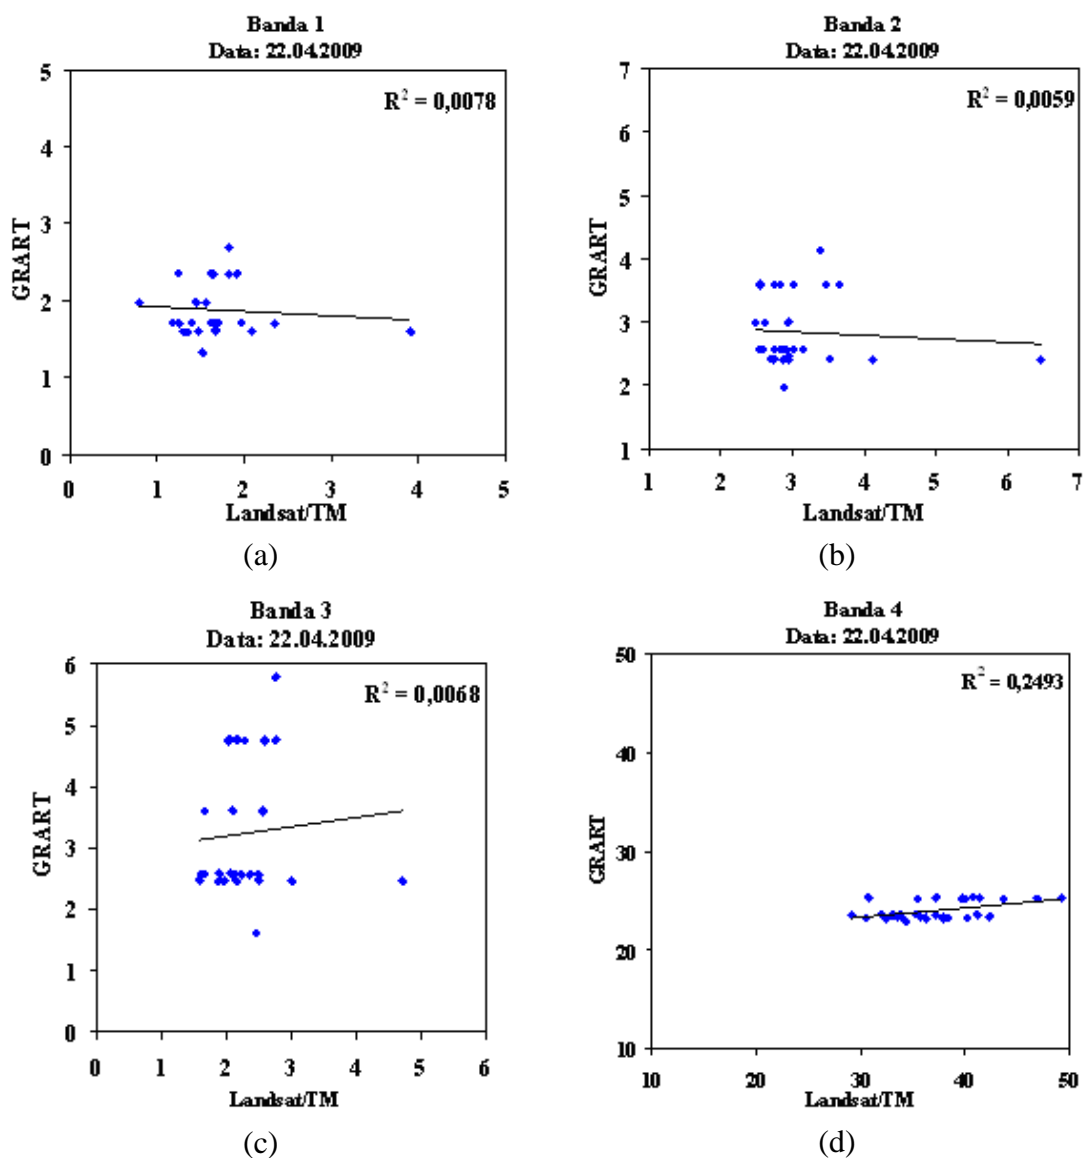 Banda 1
Data: 22.04.2009
R² = 0,0078
5
4
3
2
1
0
GRART
0 1 2 3 4 5
Landsat/TM
(a)
Banda 2
Data: 22.04.2009
R² = 0,0059
7
6
5
4
3
2
1
GRART
1 2 3 4 5 6 7
Landsat/TM
(b)
Banda 3
Data: 22.04.2009
R² = 0,0068
6
5
4
3
2
1
0
GRART
0 1 2 3 4 5 6
Landsat/TM
(c)
Banda 4
Data: 22.04.2009
R² = 0,2493
50
40
30
20
10
GRART
10 20 30 40 50
Landsat/TM
(d)